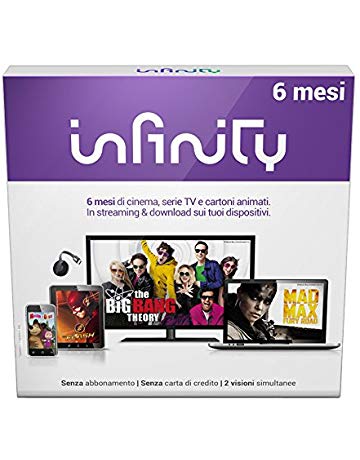 6 mesi
infinity
6 mesi di cinema, serie TV e cartoni animati.
In streaming & download sui tuoi dispositivi.
the
BIG BANG
THEORY
MAD
MAX
FURY ROAD
Senza abbonamento | Senza carta di credito | 2 visioni simultanee